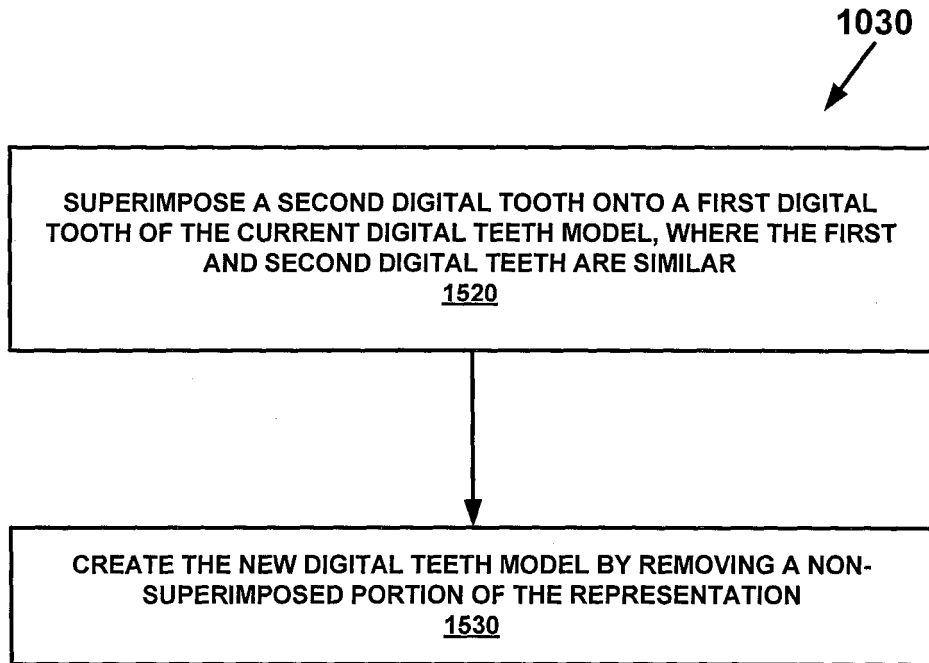 1030
SUPERIMPOSE A SECOND DIGITAL TOOTH ONTO A FIRST DIGITAL
TOOTH OF THE CURRENT DIGITAL TEETH MODEL, WHERE THE FIRST
AND SECOND DIGITAL TEETH ARE SIMILAR
1520
CREATE THE NEW DIGITAL TEETH MODEL BY REMOVING A NON-
SUPERIMPOSED PORTION OF THE REPRESENTATION
1530